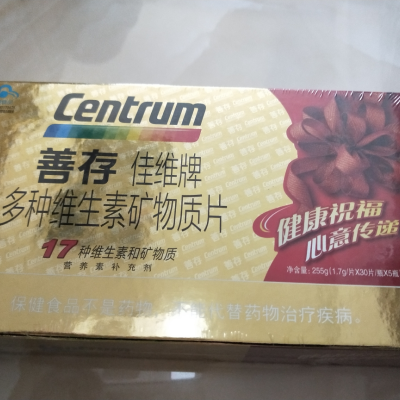 Centrum
善存 佳维牌
多种维生素矿物质片
17种维生素和矿物质
营养素补充剂
健康祝福
心意传递
净含量：255g(1.7g/片X30片/瓶X5瓶
保健食品不是药物，不能代替药物治疗疾病。